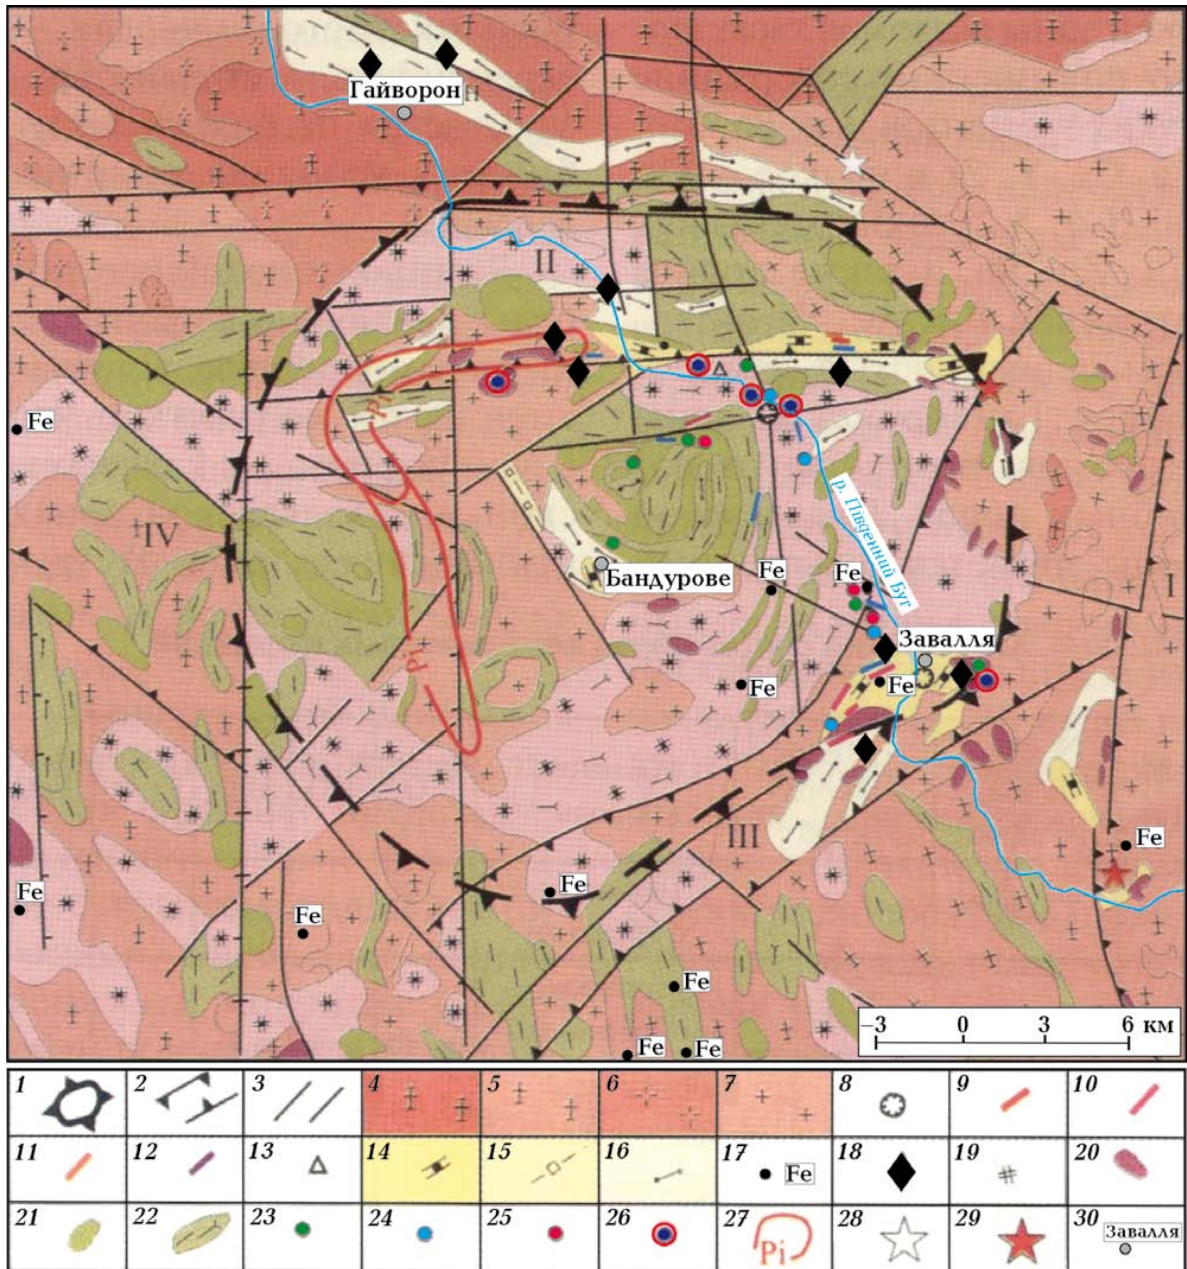 Гайворон
II
Fe
Pi
р. Південний Буг
IV
Fe
Fe
I
Бандурове
Завалля
Pi
Fe
Fe
III
Fe
Fe
Fe
Fe
Fe
Fe
Fe
−3 0 3 6 км
1 2 3 4 5 6 7 8 9 10
11 12 13 14 15 16 17 Fe 18 19 20
21 22 23 24 25 26 27 Pi 28 29 30 Завалля